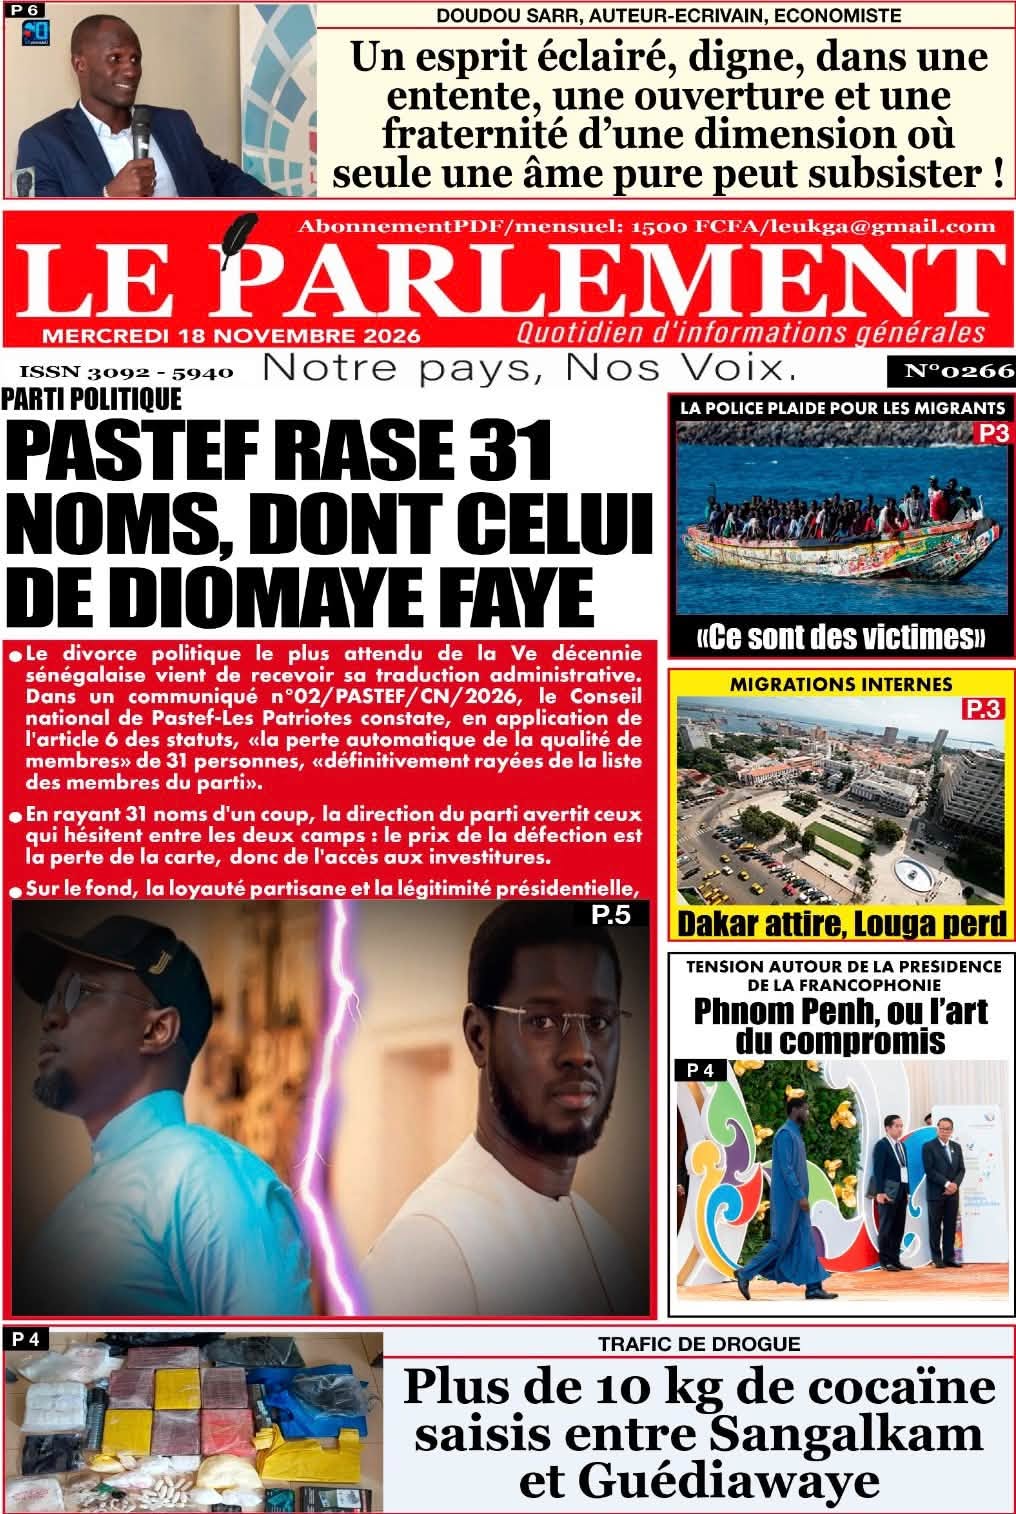 P 6
DOUDOU SARR, AUTEUR-ECRIVAIN, ECONOMISTE
Un esprit éclairé, digne, dans une
entente, une ouverture et une
fraternité d’une dimension où
seule une âme pure peut subsister !
AbonnementPDF/mensuel: 1500 FCFA/leukga@gmail.com
LE PARLEMENT
MERCREDI 18 NOVEMBRE 2026
Quotidien d'informations générales
ISSN 3092 - 5940
Notre pays, Nos Voix.
N°0266
PARTI POLITIQUE
PASTEF RASE 31
NOMS, DONT CELUI
DE DIOMAYE FAYE
● Le divorce politique le plus attendu de la Ve décennie
sénégalaise vient de recevoir sa traduction administrative.
Dans un communiqué n°02/PASTEF/CN/2026, le Conseil
national de Pastef-Les Patriotes constate, en application de
l'article 6 des statuts, «la perte automatique de la qualité de
membres» de 31 personnes, «définitivement rayées de la liste
des membres du parti».
● En rayant 31 noms d'un coup, la direction du parti avertit ceux
qui hésitent entre les deux camps : le prix de la défection est
la perte de la carte, donc de l'accès aux investitures.
● Sur le fond, la loyauté partisane et la légitimité présidentielle,
P.5
LA POLICE PLAIDE POUR LES MIGRANTS
P3
«Ce sont des victimes»
MIGRATIONS INTERNES
P.3
Dakar attire, Louga perd
TENSION AUTOUR DE LA PRESIDENCE
DE LA FRANCOPHONIE
Phnom Penh, ou l’art
du compromis
P 4
P 4
TRAFIC DE DROGUE
Plus de 10 kg de cocaïne
saisis entre Sangalkam
et Guédiawaye